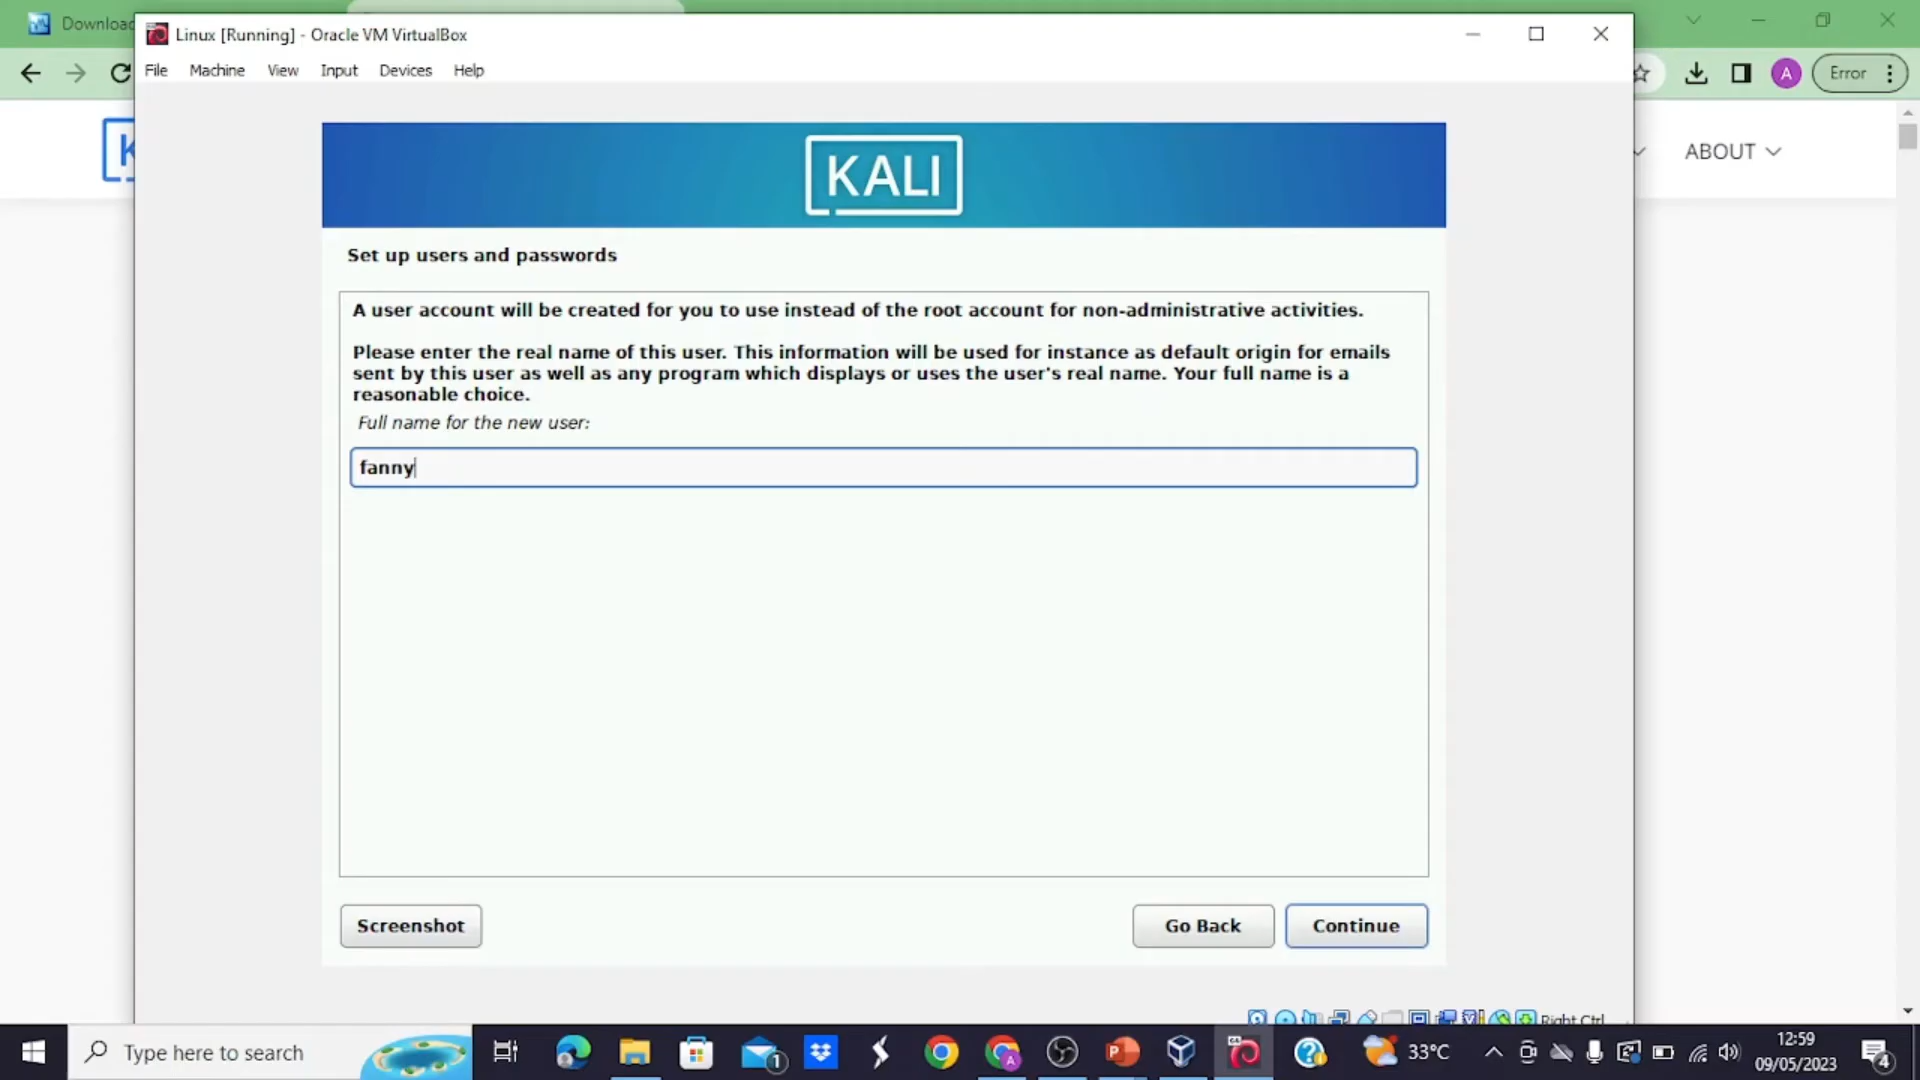 Download
Linux [Running] - Oracle VM VirtualBox
File Machine View Input Devices Help
A
Error
K
ABOUT
KALI
Set up users and passwords
A user account will be created for you to use instead of the root account for non-administrative activities.
Please enter the real name of this user. This information will be used for instance as default origin for emails
sent by this user as well as any program which displays or uses the user's real name. Your full name is a
reasonable choice.
Full name for the new user:
fanny
Screenshot
Go Back
Continue
Right Ctrl
Type here to search
1
A
33°C
12:59
09/05/2023
4